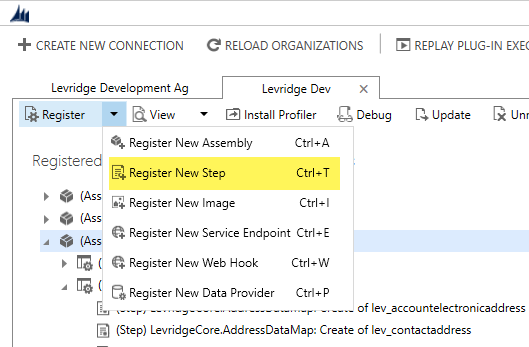 CREATE NEW CONNECTION RELOAD ORGANIZATIONS REPLAY PLUG-IN EXEC
Levridge Development Ag Levridge Dev
Register View Install Profiler Debug Update Unr
Register New Assembly Ctrl+A
Registered
Register New Step Ctrl+T
(Ass
Register New Image Ctrl+I
(Ass
Register New Service Endpoint Ctrl+E
(Ass
Register New Web Hook Ctrl+W
(
Register New Data Provider Ctrl+P
(
(Step) LevridgeCore.AddressDataMap: Create of lev_accountelectronicaddress
(Step) LevridgeCore.AddressDataMap: Create of lev_contactaddress